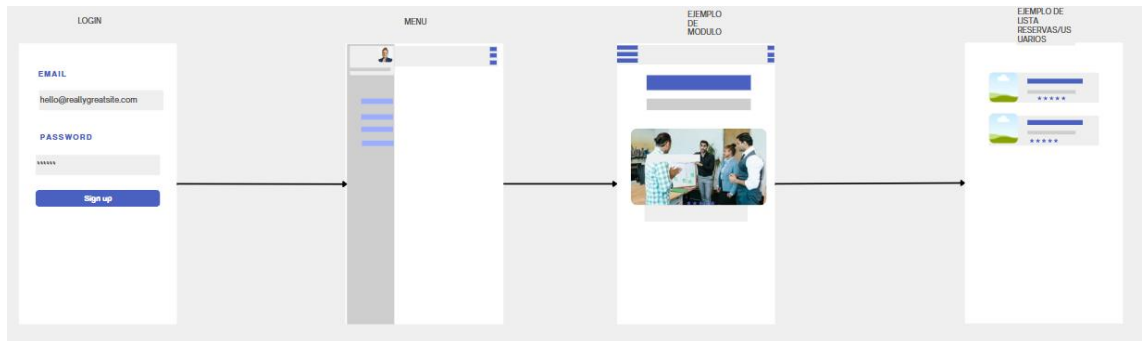 LOGIN
MENU
EJEMPLO
DE
MODULO
EJEMPLO DE
LISTA
RESERVAS/US
UARIOS
EMAIL
hello@reallygreatsite.com
PASSWORD
******
Sign up